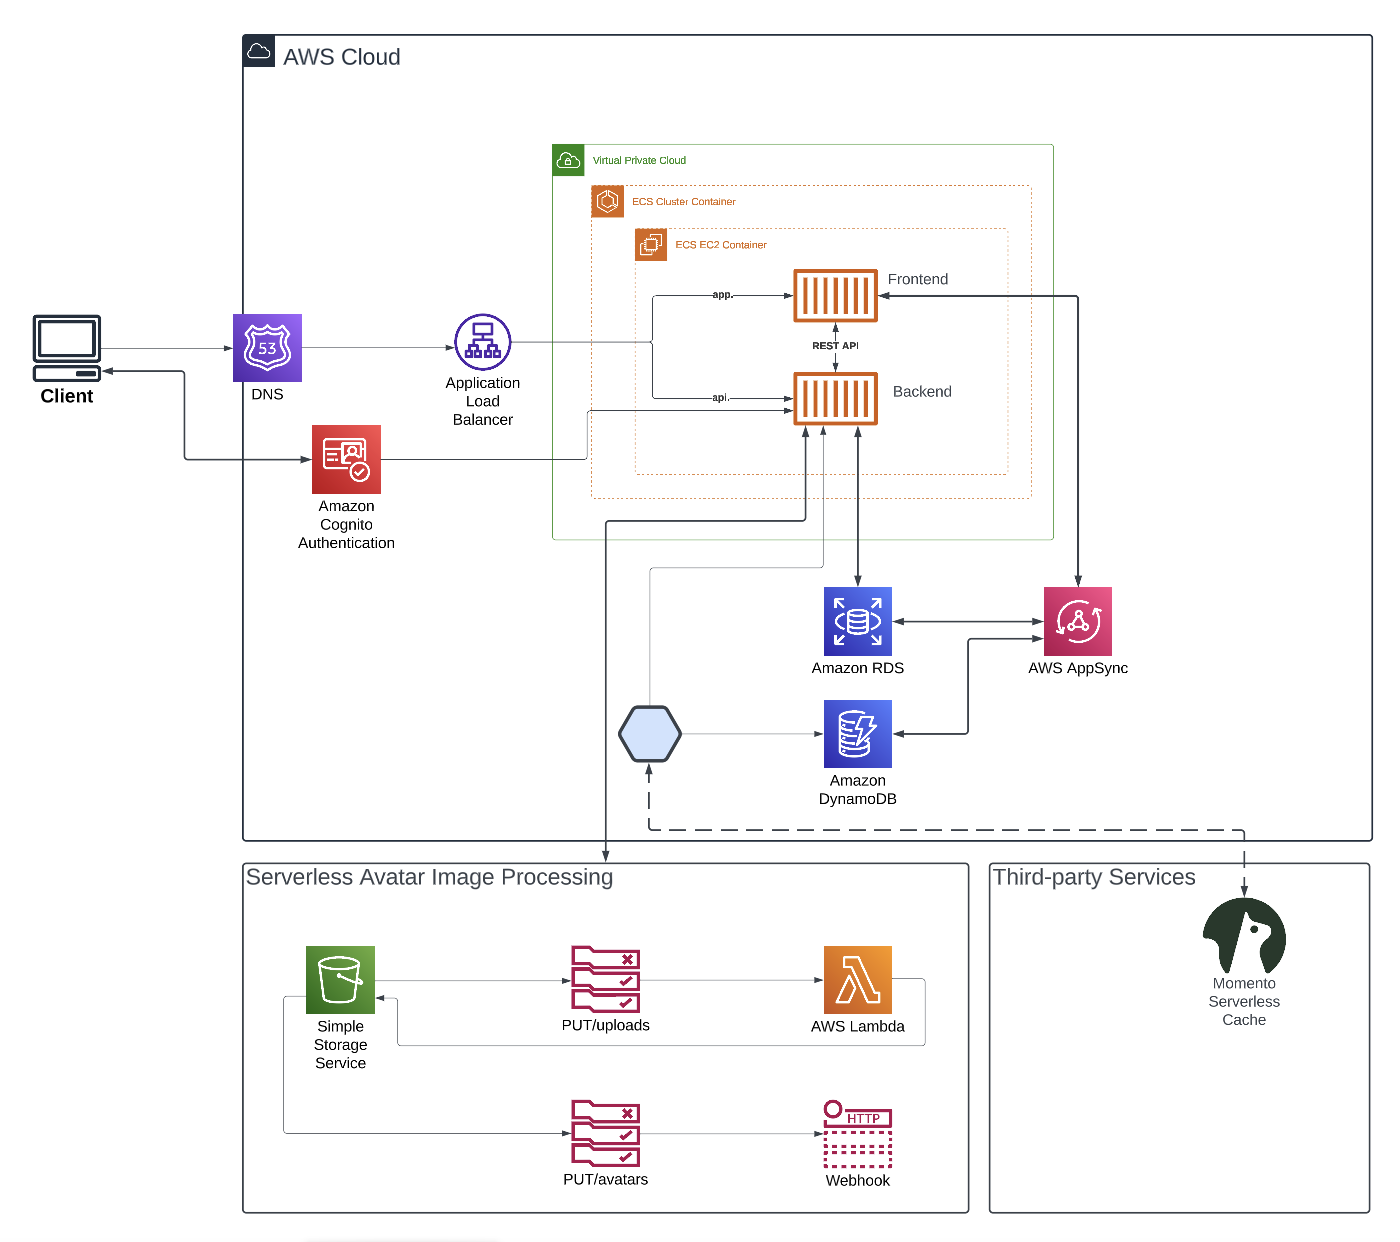 AWS Cloud
Virtual Private Cloud
ECS Cluster Container
ECS EC2 Container
Frontend
app.
REST API
Backend
api.
53
DNS
Client
Application
Load
Balancer
Amazon
Cognito
Authentication
Amazon RDS
AWS AppSync
Amazon
DynamoDB
Serverless Avatar Image Processing
Simple
Storage
Service
PUT/uploads
AWS Lambda
PUT/avatars
HTTP
Webhook
Third-party Services
Momento
Serverless
Cache